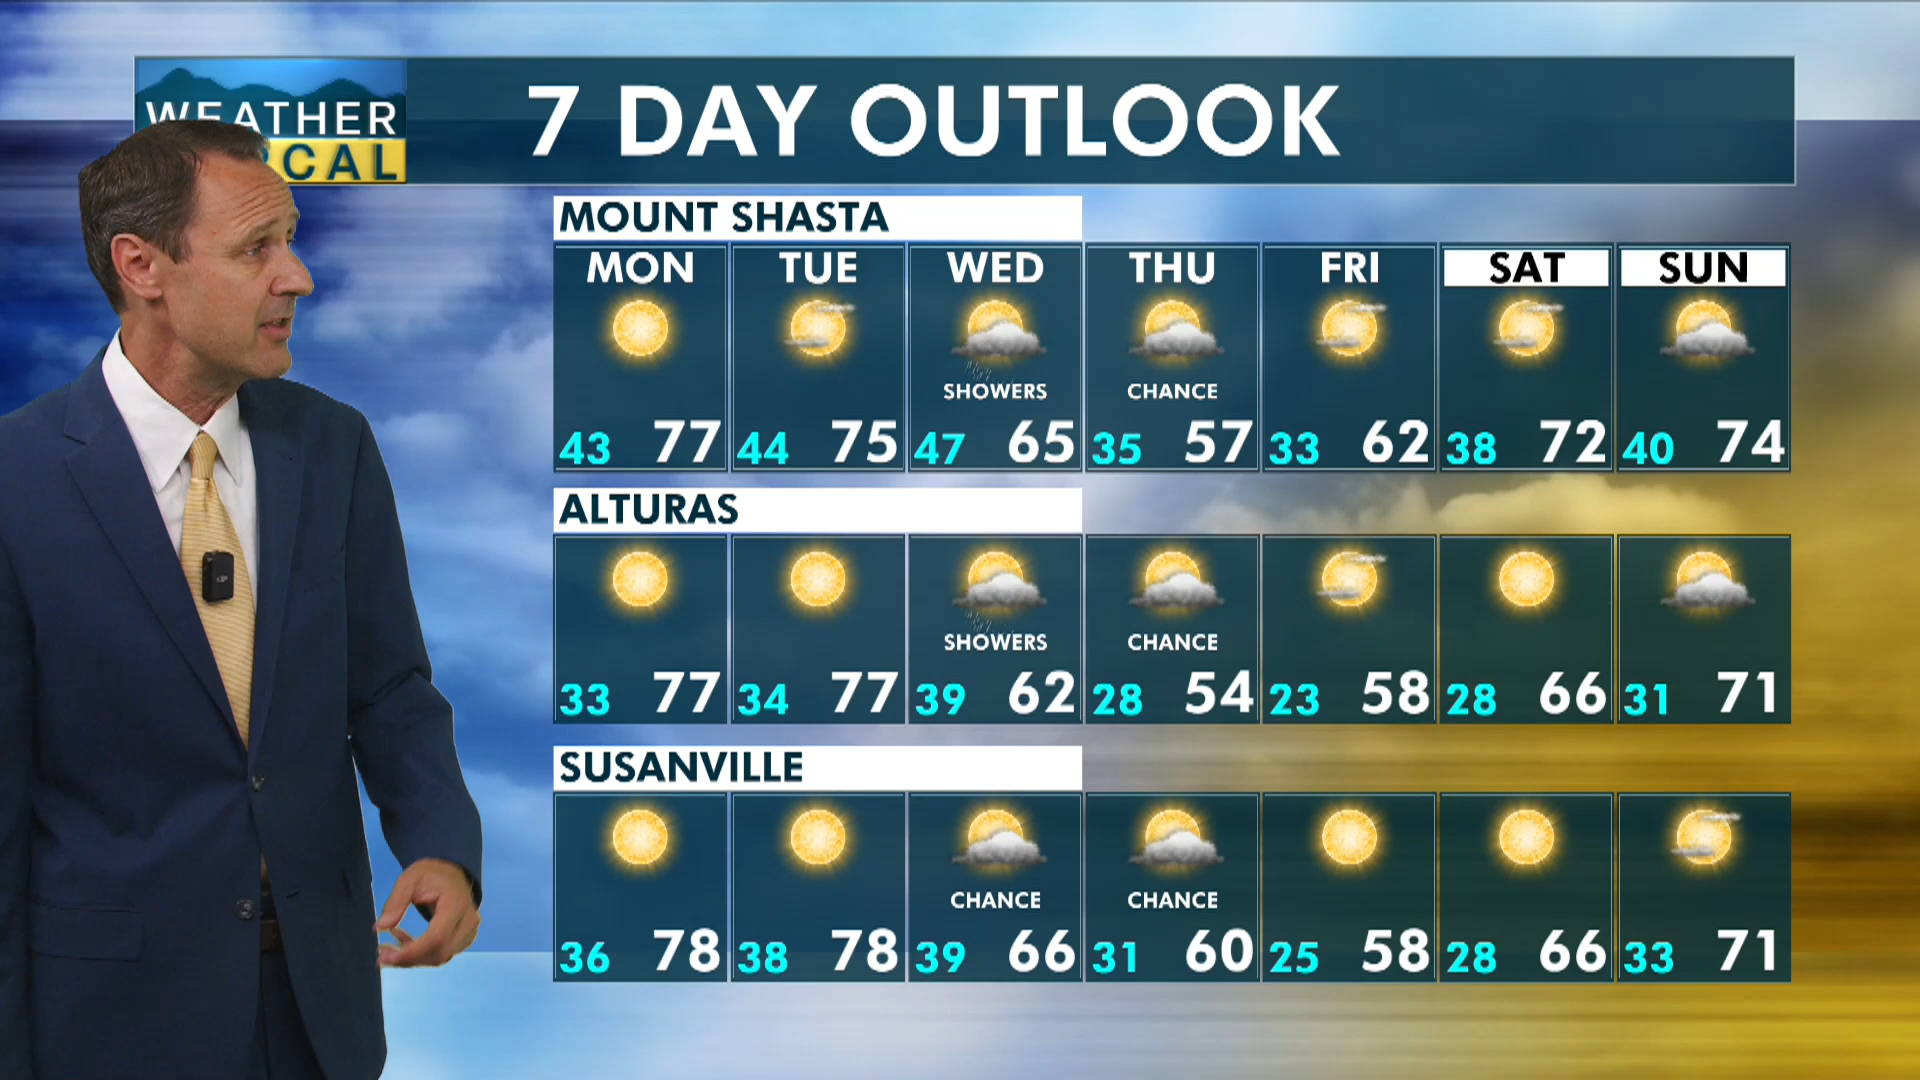 WEATHER
7 DAY OUTLOOK
MOUNT SHASTA
MON TUE WED THU FRI SAT SUN
SHOWERS CHANCE
43 77 44 75 47 65 35 57 33 62 38 72 40 74
ALTURAS
SHOWERS CHANCE
33 77 34 77 39 62 28 54 23 58 28 66 31 71
SUSANVILLE
CHANCE CHANCE
36 78 38 78 39 66 31 60 25 58 28 66 33 71